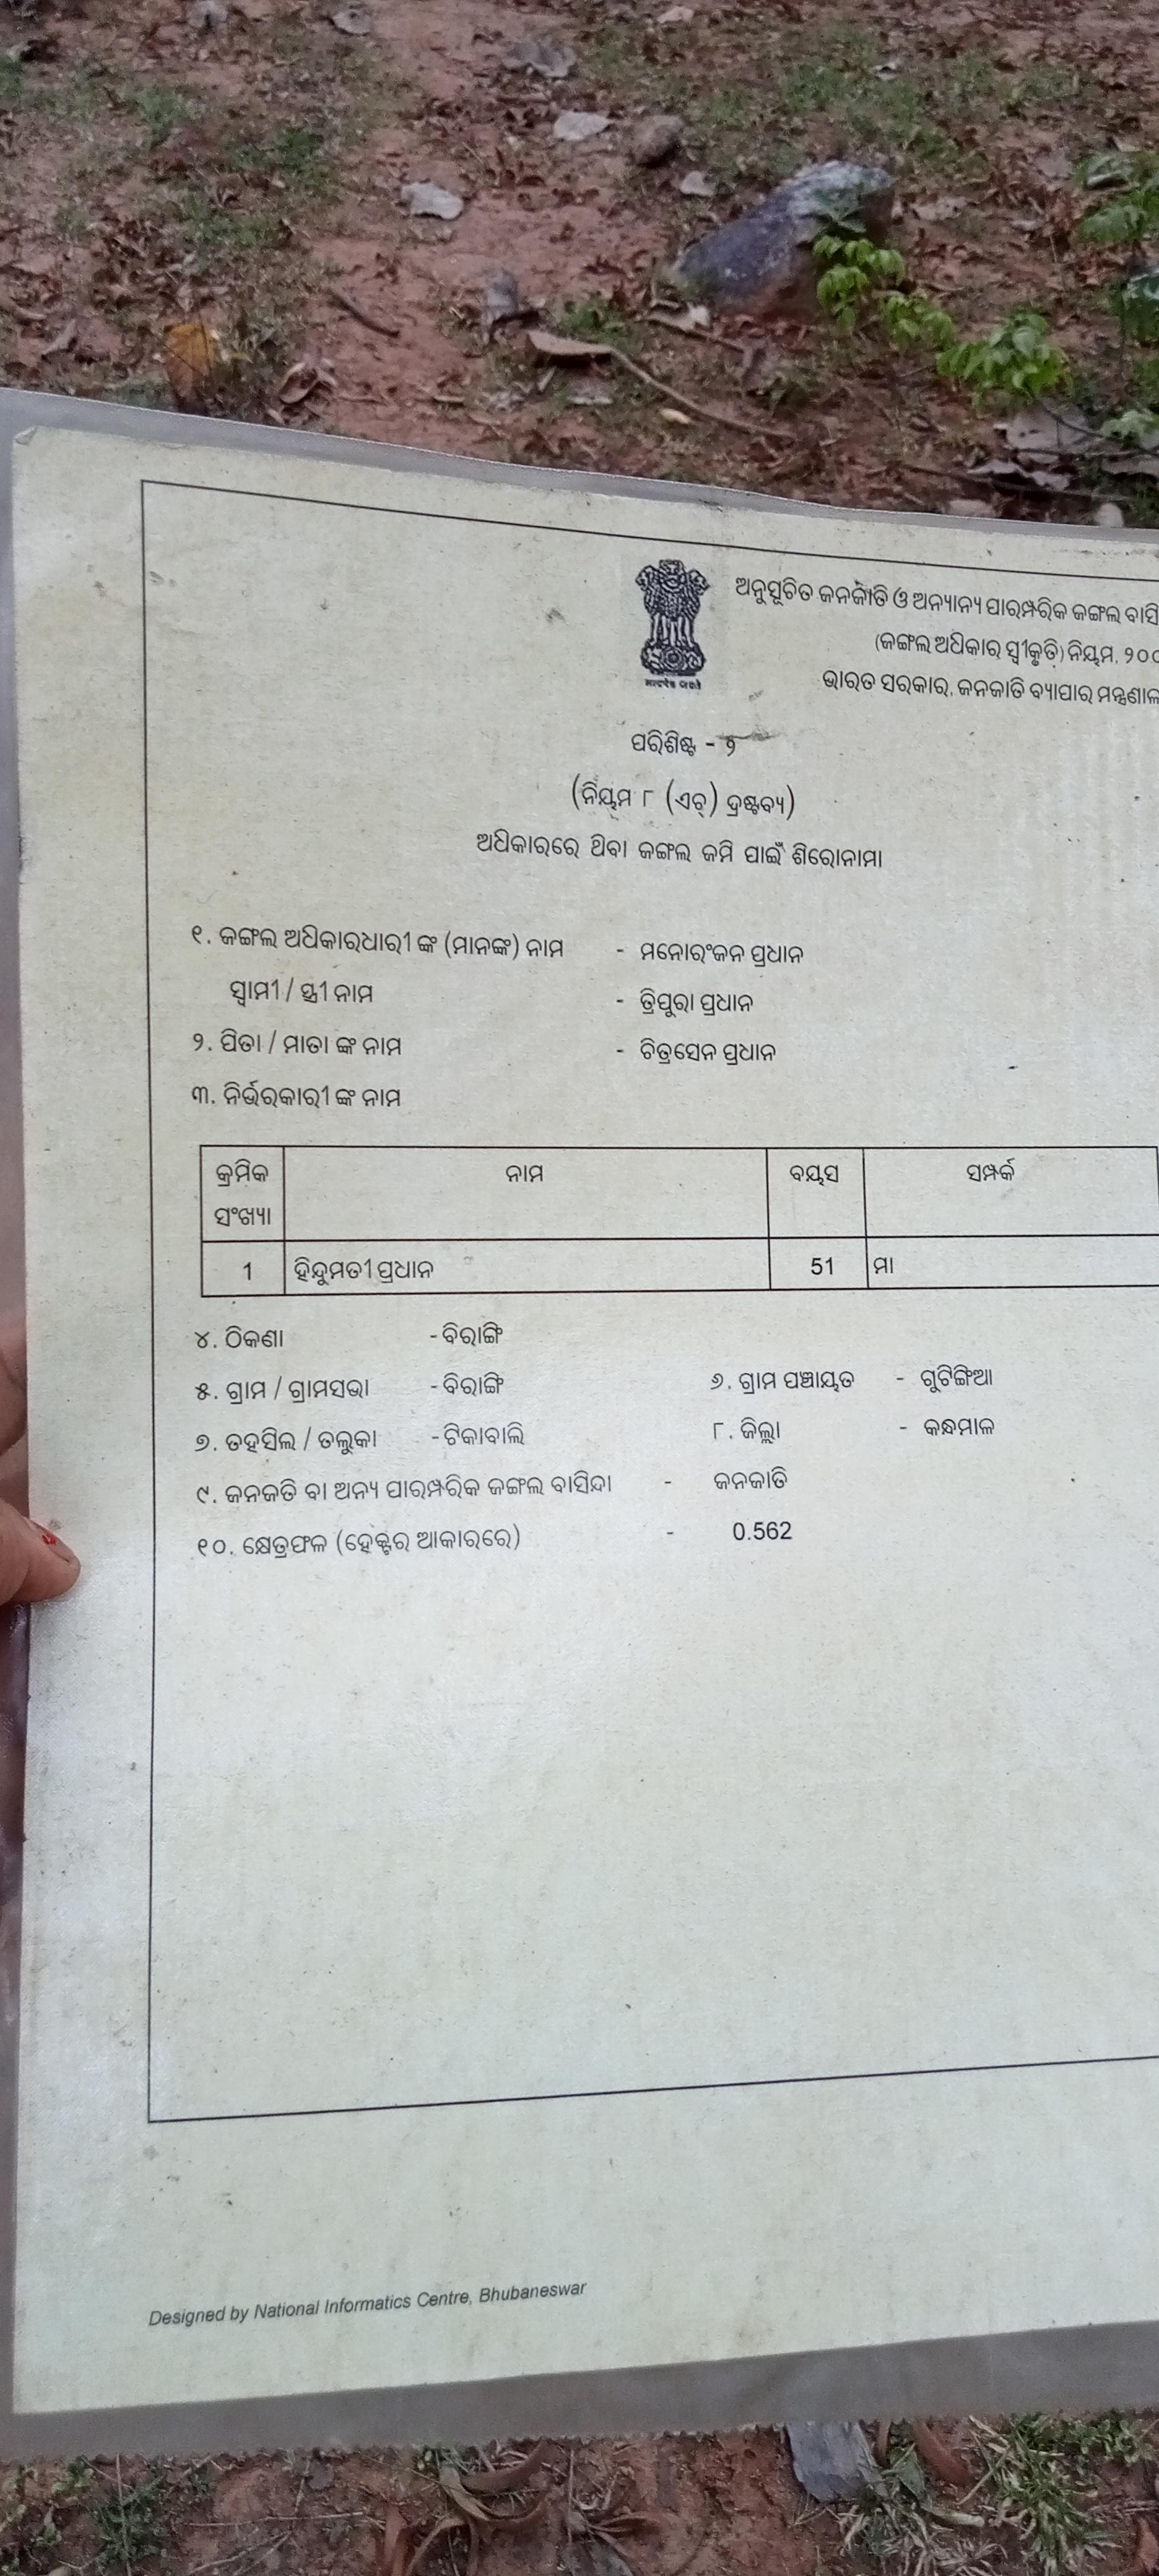 ଅନୁସୂଚିତ ଜନଜାତି ଓ ଅନ୍ୟାନ୍ୟ ପାରମ୍ପରିକ ଜଙ୍ଗଲ ବାସି
(ଜଙ୍ଗଲ ଅଧିକାର ସ୍ୱୀକୃତି) ନିୟମ, ୨୦୦
ଭାରତ ସରକାର, ଜନଜାତି ବ୍ୟାପାର ମନ୍ତ୍ରଣାଳ
ପରିଶିଷ୍ଟ - ୨
(ନିୟମ ୮ (ଏଚ୍) ଦ୍ରଷ୍ଟବ୍ୟ)
ଅଧିକାରରେ ଥିବା ଜଙ୍ଗଲ ଜମି ପାଇଁ ଶିରୋନାମା
୧. ଜଙ୍ଗଲ ଅଧିକାରଧାରୀ ଙ୍କ (ମାନଙ୍କ) ନାମ - ମନୋରଂଜନ ପ୍ରଧାନ
ସ୍ୱାମୀ / ସ୍ତ୍ରୀ ନାମ - ତ୍ରିପୁରା ପ୍ରଧାନ
୨. ପିତା / ମାତା ଙ୍କ ନାମ - ଚିତ୍ରସେନ ପ୍ରଧାନ
୩. ନିର୍ଭରକାରୀ ଙ୍କ ନାମ
କ୍ରମିକ ସଂଖ୍ୟା ନାମ ବୟସ ସମ୍ପର୍କ
1 ହିନ୍ଦୁମତୀ ପ୍ରଧାନ 51 ମା
୪. ଠିକଣା - ବିରାଙ୍ଗି
୫. ଗ୍ରାମ / ଗ୍ରାମସଭା - ବିରାଙ୍ଗି ୬. ଗ୍ରାମ ପଞ୍ଚାୟତ - ଗୁଟିଙ୍ଗିଆ
୭. ତହସିଲ / ତଲୁକା - ଟିକାବାଲି ୮. ଜିଲ୍ଲା - କନ୍ଧମାଳ
୯. ଜନଜତି ବା ଅନ୍ୟ ପାରମ୍ପରିକ ଜଙ୍ଗଲ ବାସିନ୍ଦା - ଜନଜାତି
୧୦. କ୍ଷେତ୍ରଫଳ (ହେକ୍ଟର ଆକାରରେ) - 0.562
Designed by National Informatics Centre, Bhubaneswar